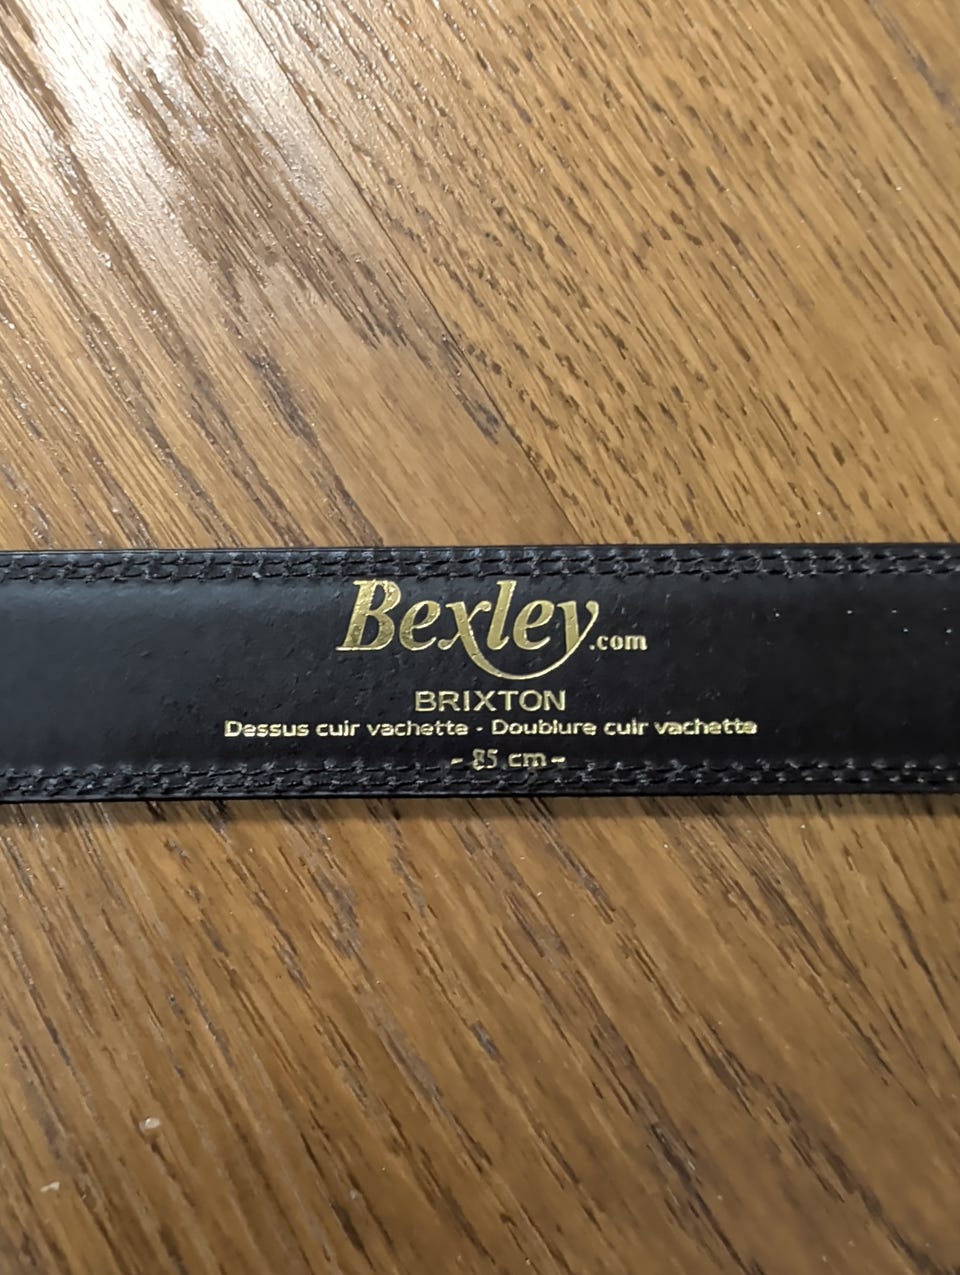 Bexley.com
BRIXTON
Dessus cuir vachette - Doublure cuir vachette
- 85 cm -